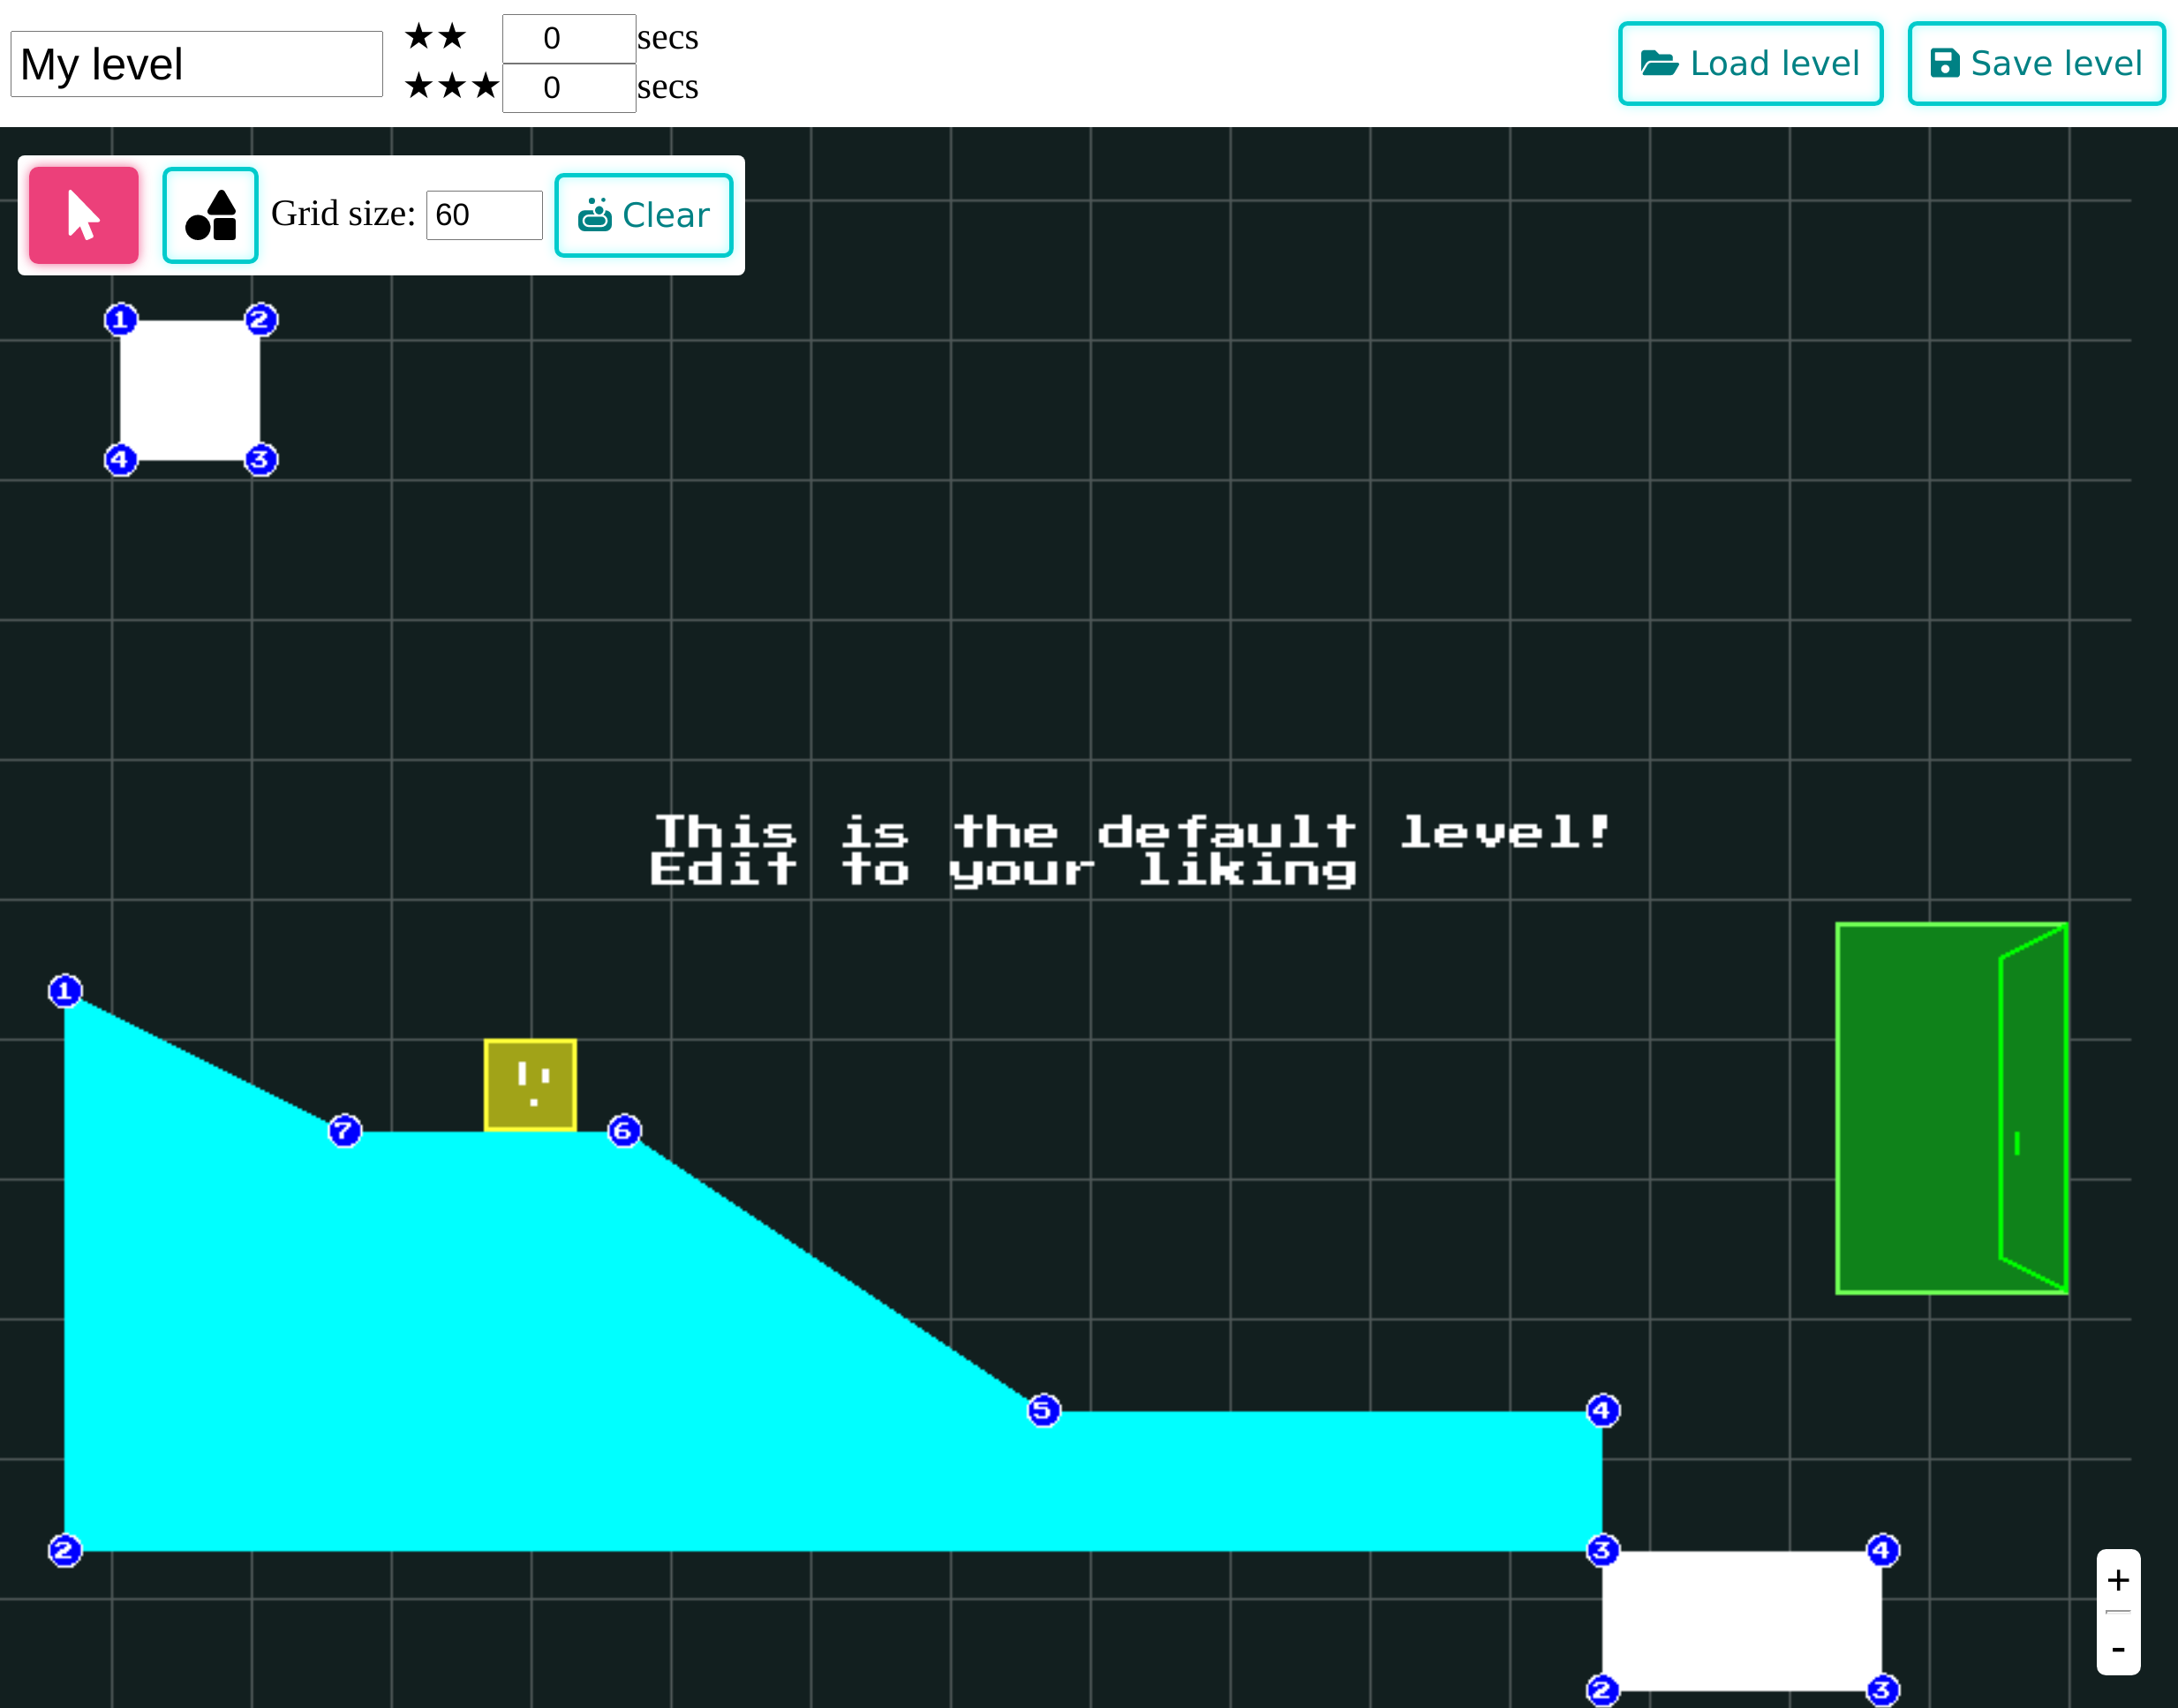 My level
★★ 0 secs
★★★ 0 secs
Load level
Save level
Grid size: 60
Clear
1 2
4 3
This is the default level!
Edit to your liking
1
7 6
5 4
2 3 4
2 3
+
-